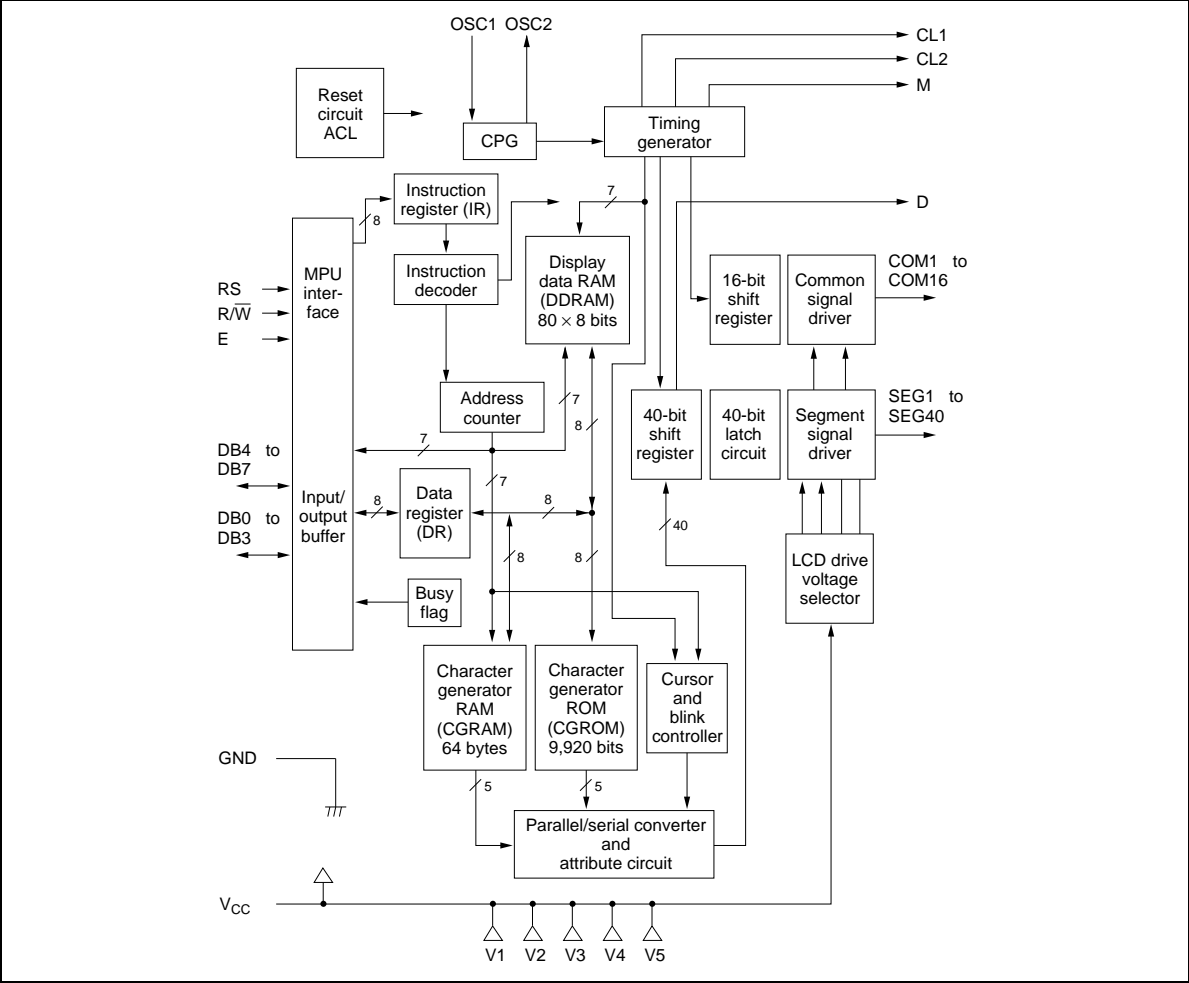 OSC1 OSC2
CL1
CL2
M
Reset
circuit
ACL
CPG
Timing
generator
Instruction
register (IR)
8
7
D
MPU
inter-
face
Instruction
decoder
Display
data RAM
(DDRAM)
80 × 8 bits
16-bit
shift
register
Common
signal
driver
COM1 to
COM16
RS
R/W̅
E
Address
counter
7
8
40-bit
shift
register
40-bit
latch
circuit
Segment
signal
driver
SEG1 to
SEG40
DB4 to
DB7
7
7
DB0 to
DB3
Input/
output
buffer
8
Data
register
(DR)
8
8
8
40
LCD drive
voltage
selector
Busy
flag
Character
generator
RAM
(CGRAM)
64 bytes
Character
generator
ROM
(CGROM)
9,920 bits
Cursor
and
blink
controller
GND
5
5
Parallel/serial converter
and
attribute circuit
VCC
V1 V2 V3 V4 V5